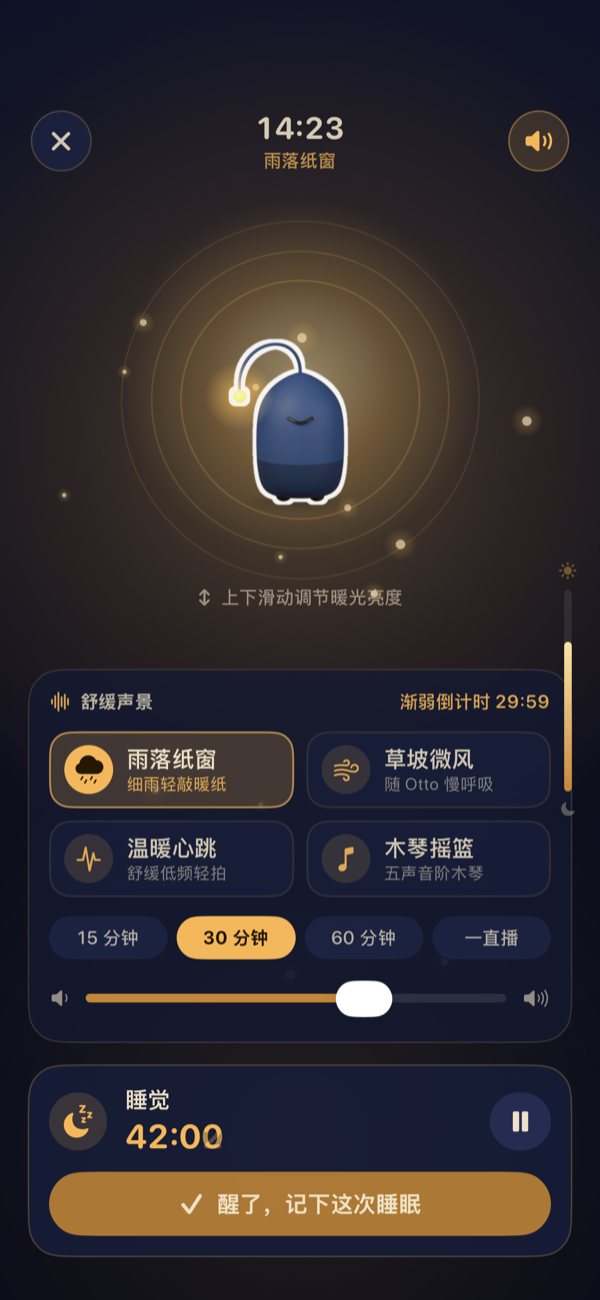 14:23
雨落纸窗
上下滑动调节暖光亮度
舒缓声景
渐弱倒计时 29:59
雨落纸窗
细雨轻敲暖纸
草坡微风
随 Otto 慢呼吸
温暖心跳
舒缓低频轻拍
木琴摇篮
五声音阶木琴
15 分钟
30 分钟
60 分钟
一直播
睡觉
42:00
醒了，记下这次睡眠